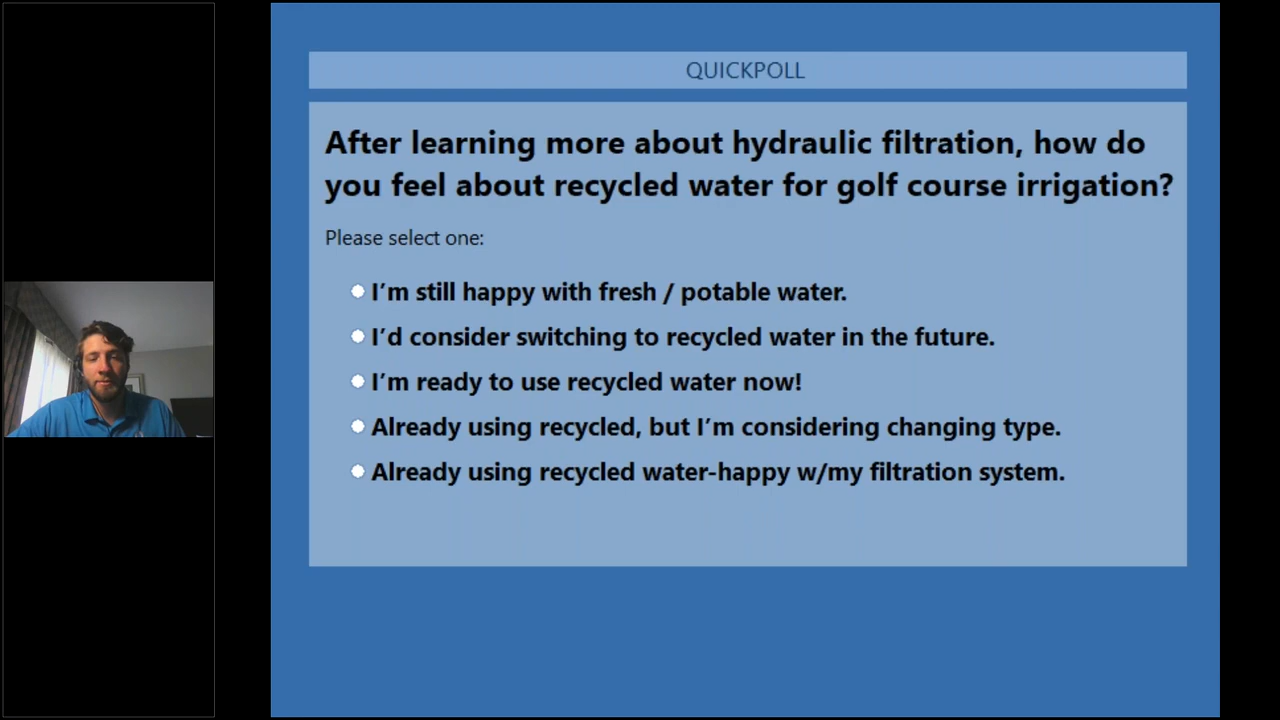 QUICKPOLL
After learning more about hydraulic filtration, how do
you feel about recycled water for golf course irrigation?
Please select one:
I’m still happy with fresh / potable water.
I’d consider switching to recycled water in the future.
I’m ready to use recycled water now!
Already using recycled, but I’m considering changing type.
Already using recycled water-happy w/my filtration system.